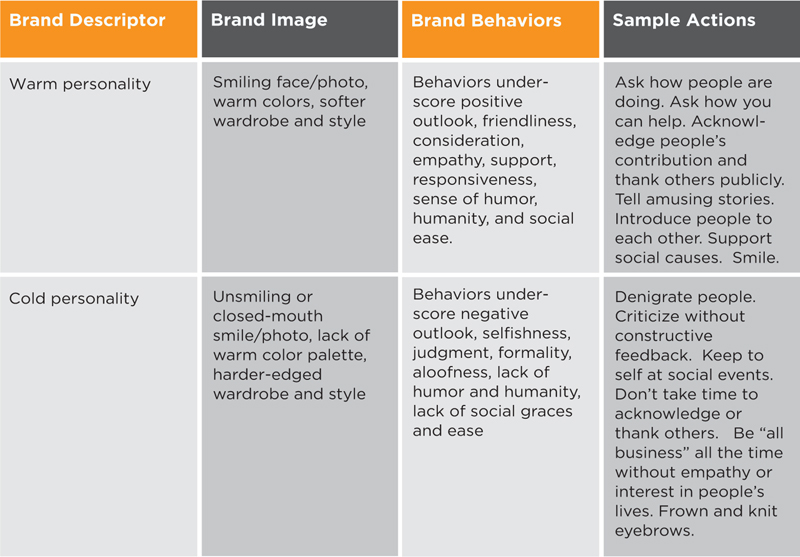 Brand Descriptor
Brand Image
Brand Behaviors
Sample Actions
Warm personality
Smiling face/photo,
warm colors, softer
wardrobe and style
Behaviors under-
score positive
outlook, friendliness,
consideration,
empathy, support,
responsiveness,
sense of humor,
humanity, and social
ease.
Ask how people are
doing. Ask how you
can help. Acknowl-
edge people’s
contribution and
thank others publicly.
Tell amusing stories.
Introduce people to
each other. Support
social causes.  Smile.
Cold personality
Unsmiling or
closed-mouth
smile/photo, lack of
warm color palette,
harder-edged
wardrobe and style
Behaviors under-
score negative
outlook, selfishness,
judgment, formality,
aloofness, lack of
humor and humanity,
lack of social graces
and ease
Denigrate people.
Criticize without
constructive
feedback.  Keep to
self at social events.
Don’t take time to
acknowledge or
thank others.   Be “all
business” all the time
without empathy or
interest in people’s
lives. Frown and knit
eyebrows.